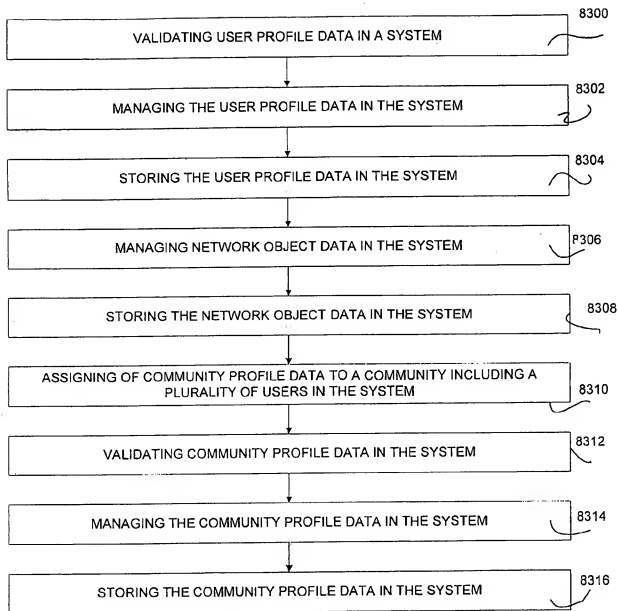 8300
VALIDATING USER PROFILE DATA IN A SYSTEM
8302
MANAGING THE USER PROFILE DATA IN THE SYSTEM
8304
STORING THE USER PROFILE DATA IN THE SYSTEM
8306
MANAGING NETWORK OBJECT DATA IN THE SYSTEM
8308
STORING THE NETWORK OBJECT DATA IN THE SYSTEM
ASSIGNING OF COMMUNITY PROFILE DATA TO A COMMUNITY INCLUDING A
PLURALITY OF USERS IN THE SYSTEM
8310
8312
VALIDATING COMMUNITY PROFILE DATA IN THE SYSTEM
8314
MANAGING THE COMMUNITY PROFILE DATA IN THE SYSTEM
8316
STORING THE COMMUNITY PROFILE DATA IN THE SYSTEM